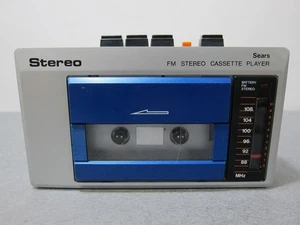 Stereo
Sears
FM STEREO CASSETTE PLAYER
BATTERY
FM
STEREO
108
104
100
96
92
88
MHz